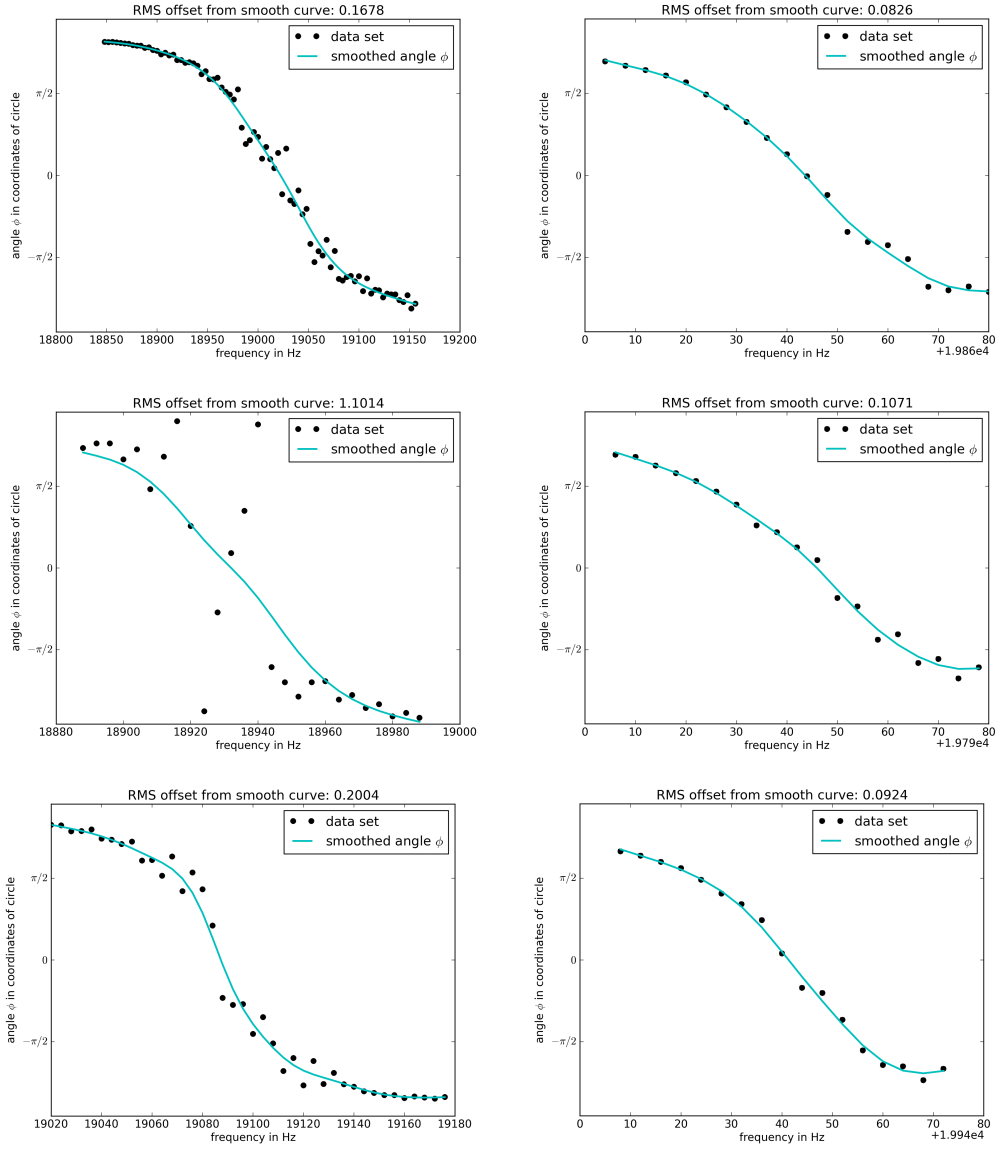 RMS offset from smooth curve: 0.1678
data set
smoothed angle ϕ
π/2
0
−π/2
angle ϕ in coordinates of circle
18800 18850 18900 18950 19000 19050 19100 19150 19200
frequency in Hz
RMS offset from smooth curve: 0.0826
data set
smoothed angle ϕ
π/2
0
−π/2
angle ϕ in coordinates of circle
0 10 20 30 40 50 60 70 80
frequency in Hz
+1.986e4
RMS offset from smooth curve: 1.1014
data set
smoothed angle ϕ
π/2
0
−π/2
angle ϕ in coordinates of circle
18880 18900 18920 18940 18960 18980 19000
frequency in Hz
RMS offset from smooth curve: 0.1071
data set
smoothed angle ϕ
π/2
0
−π/2
angle ϕ in coordinates of circle
0 10 20 30 40 50 60 70 80
frequency in Hz
+1.979e4
RMS offset from smooth curve: 0.2004
data set
smoothed angle ϕ
π/2
0
−π/2
angle ϕ in coordinates of circle
19020 19040 19060 19080 19100 19120 19140 19160 19180
frequency in Hz
RMS offset from smooth curve: 0.0924
data set
smoothed angle ϕ
π/2
0
−π/2
angle ϕ in coordinates of circle
0 10 20 30 40 50 60 70 80
frequency in Hz
+1.994e4